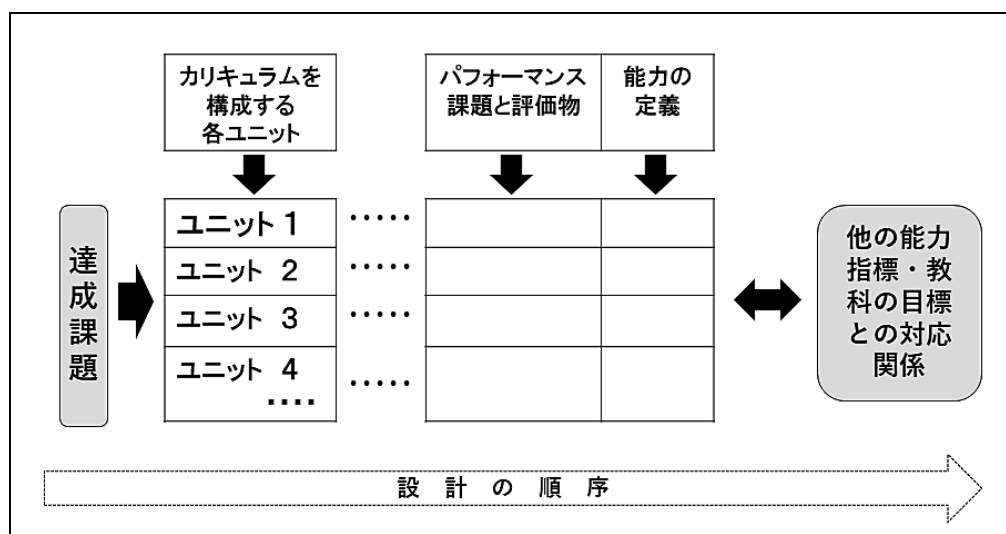 カリキュラムを
構成する
各ユニット
パフォーマンス
課題と評価物
能力の
定義
達成課題
ユニット 1
・・・・・
ユニット 2
・・・・・
ユニット 3
・・・・・
ユニット 4
・・・・
・・・・・
他の能力
指標・教
科の目標
との対応
関係
設計の順序